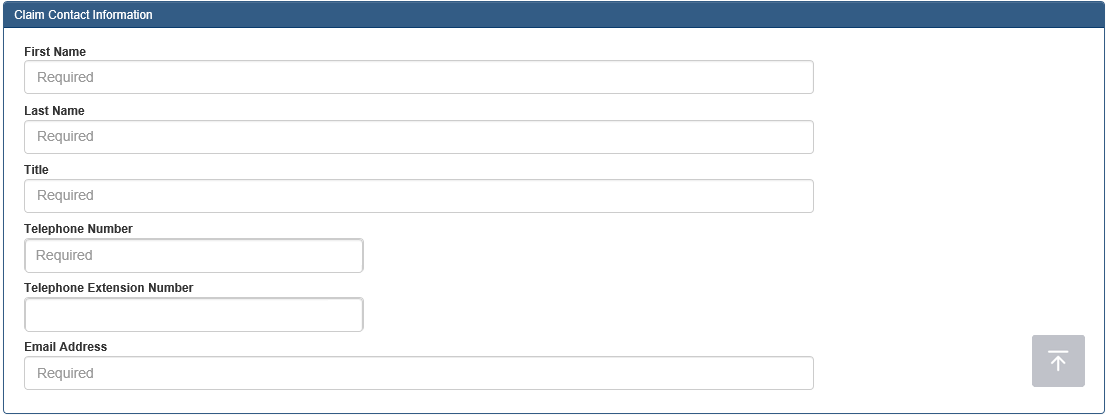 Claim Contact Information
First Name
Required
Last Name
Required
Title
Required
Telephone Number
Required
Telephone Extension Number
Email Address
Required